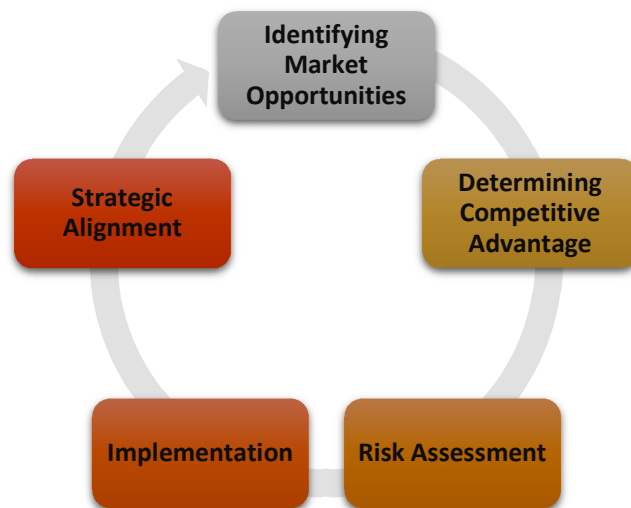 Identifying
Market
Opportunities
Determining
Competitive
Advantage
Risk Assessment
Implementation
Strategic
Alignment